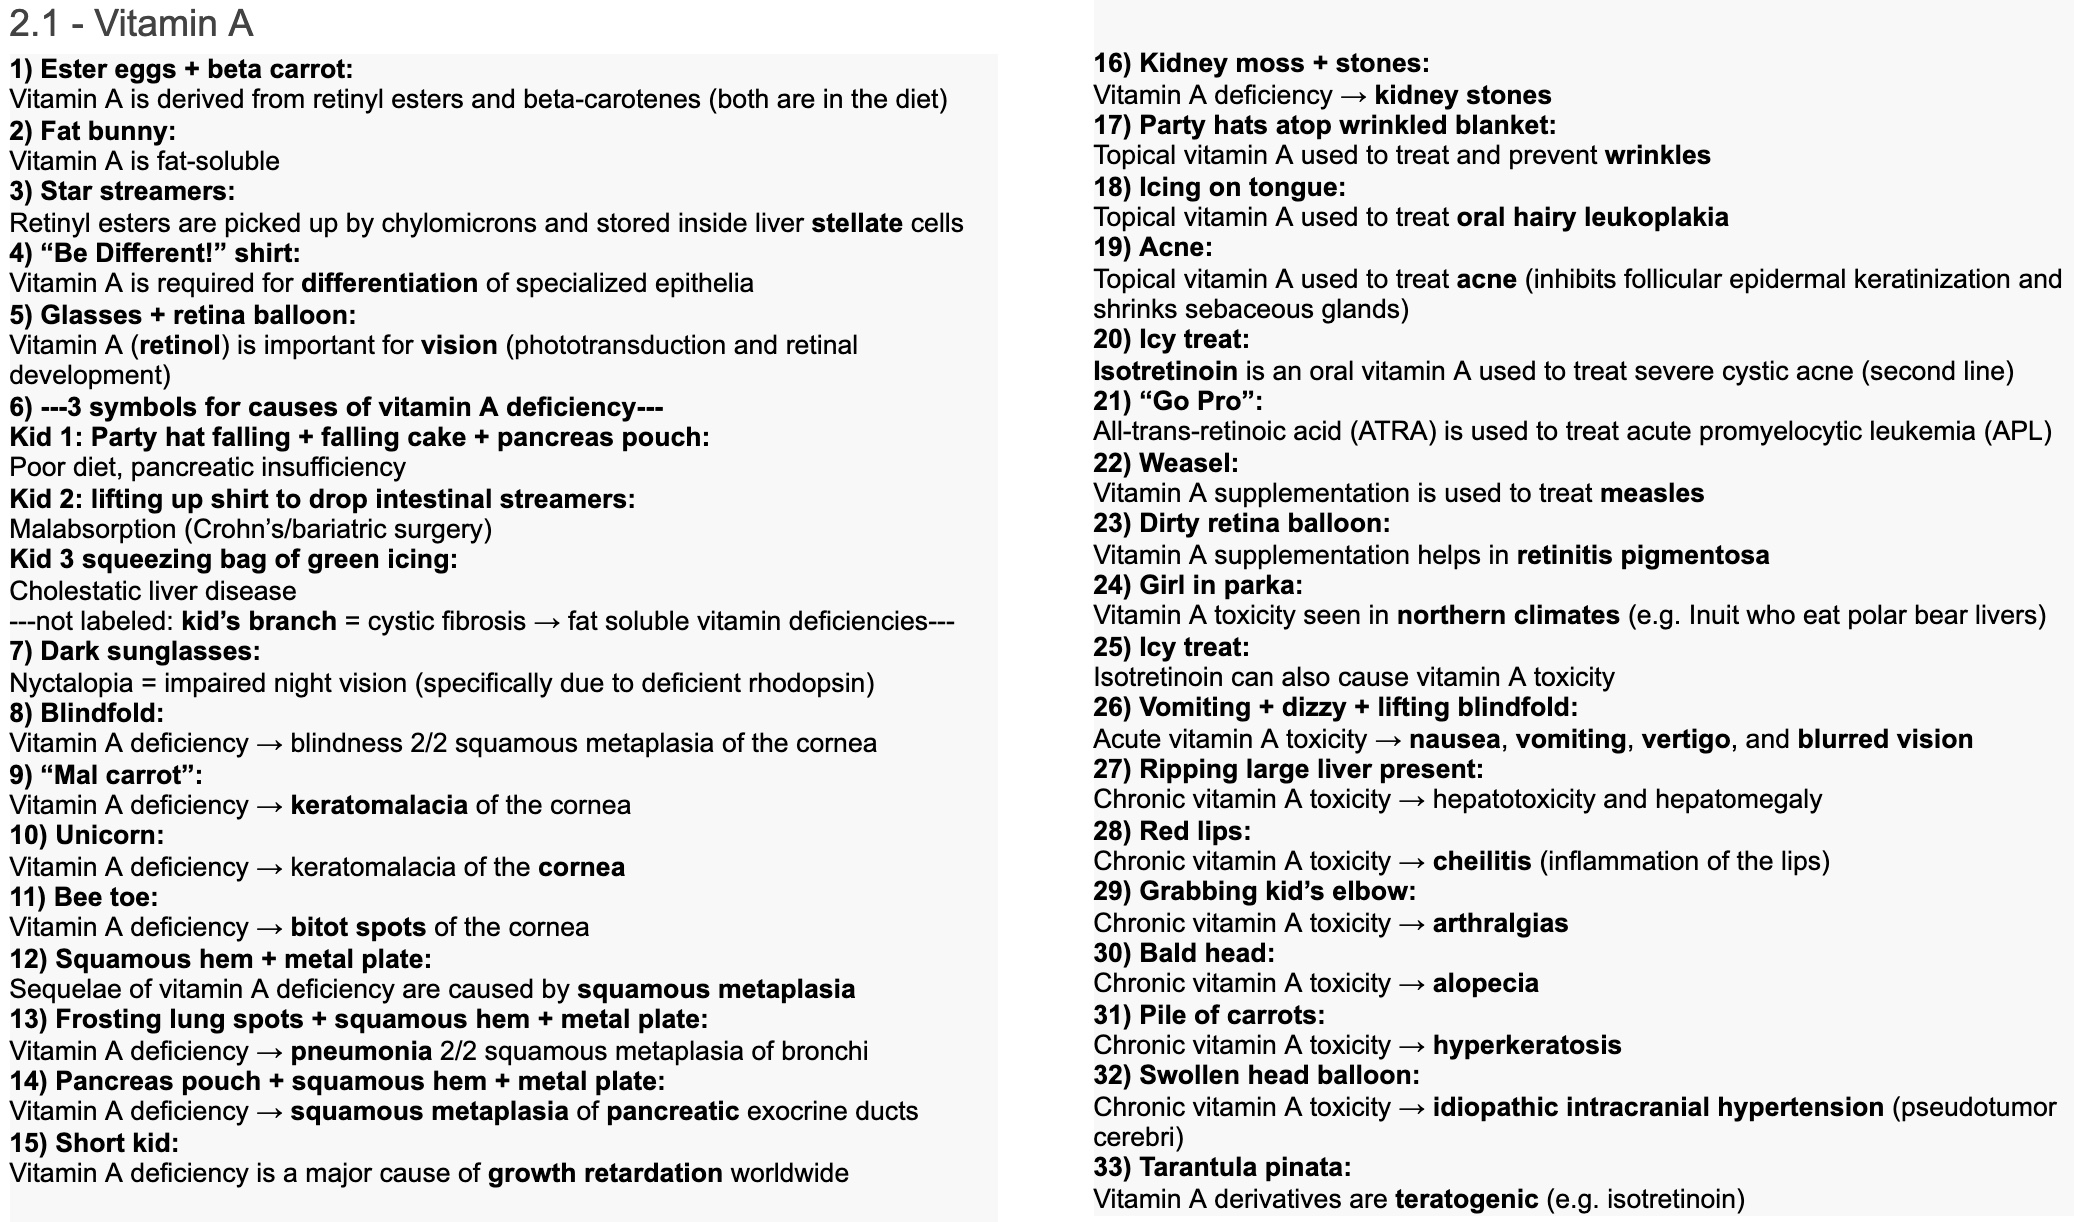 2.1 - Vitamin A
1) Ester eggs + beta carrot:
Vitamin A is derived from retinyl esters and beta-carotenes (both are in the diet)
2) Fat bunny:
Vitamin A is fat-soluble
3) Star streamers:
Retinyl esters are picked up by chylomicrons and stored inside liver stellate cells
4) “Be Different!” shirt:
Vitamin A is required for differentiation of specialized epithelia
5) Glasses + retina balloon:
Vitamin A (retinol) is important for vision (phototransduction and retinal
development)
6) ---3 symbols for causes of vitamin A deficiency---
Kid 1: Party hat falling + falling cake + pancreas pouch:
Poor diet, pancreatic insufficiency
Kid 2: lifting up shirt to drop intestinal streamers:
Malabsorption (Crohn’s/bariatric surgery)
Kid 3 squeezing bag of green icing:
Cholestatic liver disease
---not labeled: kid’s branch = cystic fibrosis → fat soluble vitamin deficiencies---
7) Dark sunglasses:
Nyctalopia = impaired night vision (specifically due to deficient rhodopsin)
8) Blindfold:
Vitamin A deficiency → blindness 2/2 squamous metaplasia of the cornea
9) “Mal carrot”:
Vitamin A deficiency → keratomalacia of the cornea
10) Unicorn:
Vitamin A deficiency → keratomalacia of the cornea
11) Bee toe:
Vitamin A deficiency → bitot spots of the cornea
12) Squamous hem + metal plate:
Sequelae of vitamin A deficiency are caused by squamous metaplasia
13) Frosting lung spots + squamous hem + metal plate:
Vitamin A deficiency → pneumonia 2/2 squamous metaplasia of bronchi
14) Pancreas pouch + squamous hem + metal plate:
Vitamin A deficiency → squamous metaplasia of pancreatic exocrine ducts
15) Short kid:
Vitamin A deficiency is a major cause of growth retardation worldwide
16) Kidney moss + stones:
Vitamin A deficiency → kidney stones
17) Party hats atop wrinkled blanket:
Topical vitamin A used to treat and prevent wrinkles
18) Icing on tongue:
Topical vitamin A used to treat oral hairy leukoplakia
19) Acne:
Topical vitamin A used to treat acne (inhibits follicular epidermal keratinization and
shrinks sebaceous glands)
20) Icy treat:
Isotretinoin is an oral vitamin A used to treat severe cystic acne (second line)
21) “Go Pro”:
All-trans-retinoic acid (ATRA) is used to treat acute promyelocytic leukemia (APL)
22) Weasel:
Vitamin A supplementation is used to treat measles
23) Dirty retina balloon:
Vitamin A supplementation helps in retinitis pigmentosa
24) Girl in parka:
Vitamin A toxicity seen in northern climates (e.g. Inuit who eat polar bear livers)
25) Icy treat:
Isotretinoin can also cause vitamin A toxicity
26) Vomiting + dizzy + lifting blindfold:
Acute vitamin A toxicity → nausea, vomiting, vertigo, and blurred vision
27) Ripping large liver present:
Chronic vitamin A toxicity → hepatotoxicity and hepatomegaly
28) Red lips:
Chronic vitamin A toxicity → cheilitis (inflammation of the lips)
29) Grabbing kid’s elbow:
Chronic vitamin A toxicity → arthralgias
30) Bald head:
Chronic vitamin A toxicity → alopecia
31) Pile of carrots:
Chronic vitamin A toxicity → hyperkeratosis
32) Swollen head balloon:
Chronic vitamin A toxicity → idiopathic intracranial hypertension (pseudotumor
cerebri)
33) Tarantula pinata:
Vitamin A derivatives are teratogenic (e.g. isotretinoin)